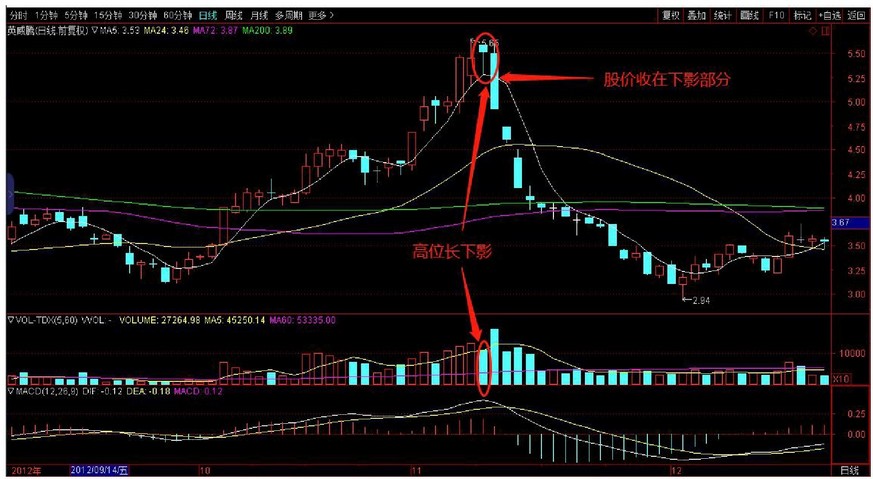 分时 1分钟 5分钟 15分钟 30分钟 60分钟 日线 周线 月线 多周期 更多> 复权 叠加 统计 画线 F10 标记 +自选 返回
英威腾(日线.前复权) ▽MA5: 3.53 MA24: 3.48 MA72: 3.87 MA200: 3.89
5.65
5.50
股价收在下影部分
5.25
5.00
4.75
4.50
4.25
4.00
3.67
高位长下影
3.50
3.25
3.00
←2.94
▽VOL-TDX(5,60) VVOL: - VOLUME: 27264.98 MA5: 45250.14 MA60: 53335.00
10000
X10
▽MACD(12,26,9) DIF: -0.12 DEA: -0.18 MACD: 0.12
0.25
0.00
2012年 2012/09/14/五 10 11 12 日线